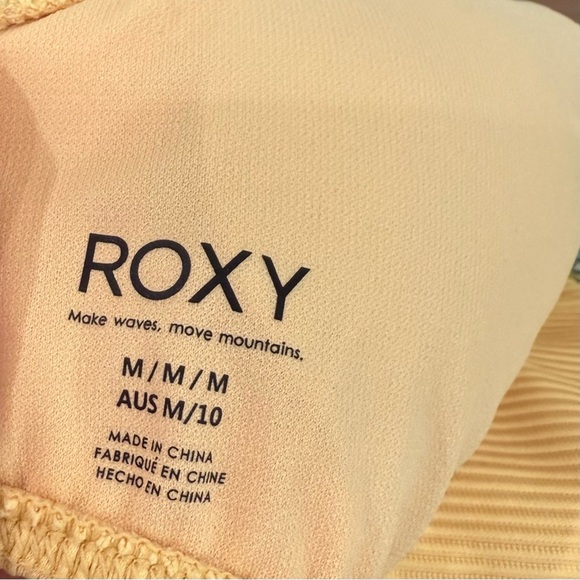 ROXY
Make waves, move mountains.
M/M/M
AUS M/10
MADE IN CHINA
FABRIQUÉ EN CHINE
HECHO EN CHINA